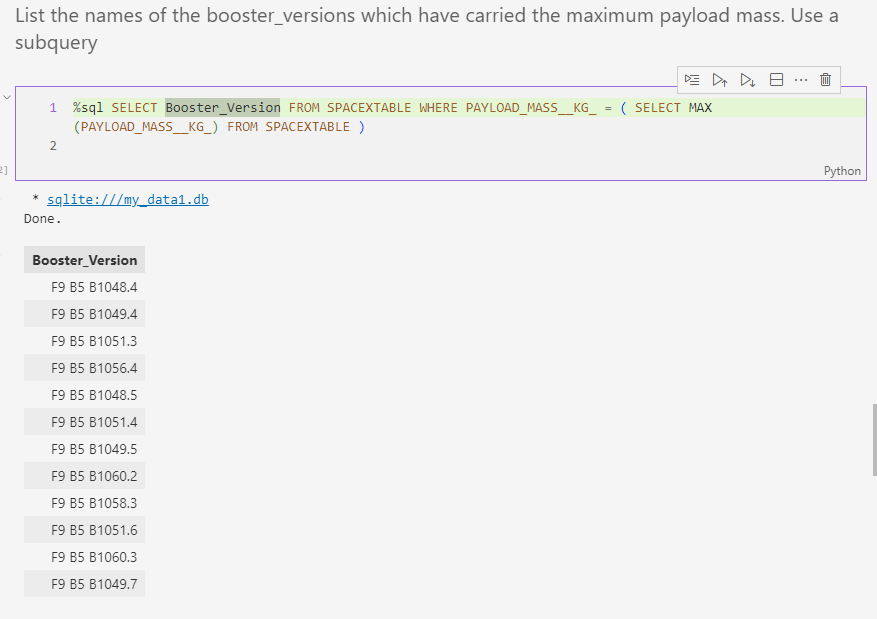 List the names of the booster_versions which have carried the maximum payload mass. Use a
subquery
1 %sql SELECT Booster_Version FROM SPACEXTABLE WHERE PAYLOAD_MASS__KG_ = ( SELECT MAX
(PAYLOAD_MASS__KG_) FROM SPACEXTABLE )
2
2]
Python
* sqlite:///my_data1.db
Done.
Booster_Version
F9 B5 B1048.4
F9 B5 B1049.4
F9 B5 B1051.3
F9 B5 B1056.4
F9 B5 B1048.5
F9 B5 B1051.4
F9 B5 B1049.5
F9 B5 B1060.2
F9 B5 B1058.3
F9 B5 B1051.6
F9 B5 B1060.3
F9 B5 B1049.7